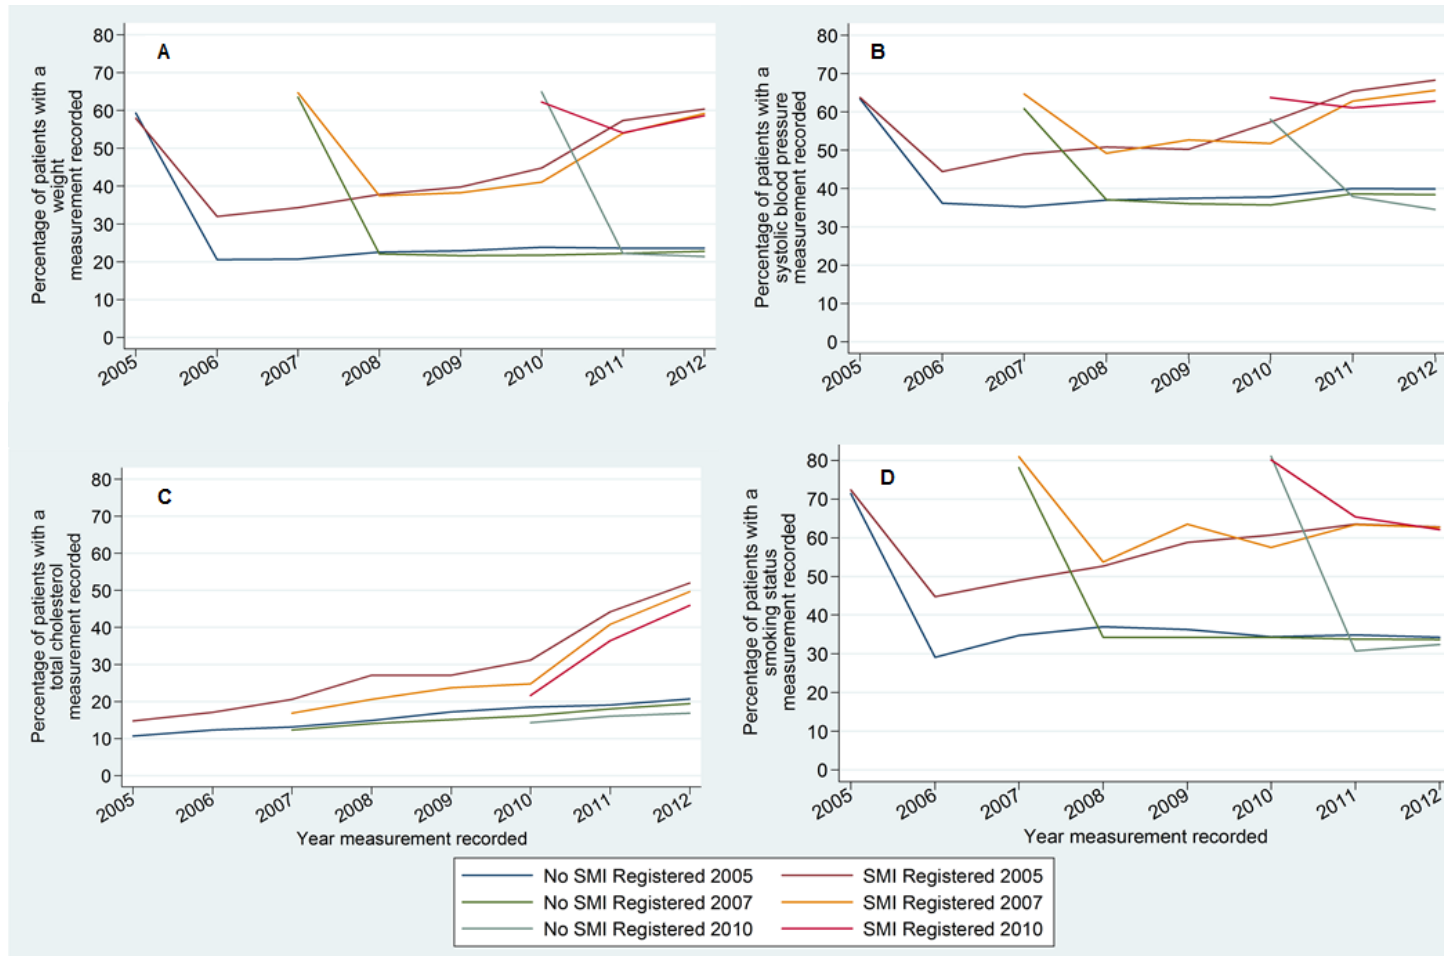 Percentage of patients with a
weight
measurement recorded
80
70
60
50
40
30
20
10
0
A
2005
2006
2007
2008
2009
2010
2011
2012
Percentage of patients with a
systolic blood pressure
measurement recorded
80
70
60
50
40
30
20
10
0
B
2005
2006
2007
2008
2009
2010
2011
2012
Percentage of patients with a
total cholesterol
measurement recorded
80
70
60
50
40
30
20
10
0
C
2005
2006
2007
2008
2009
2010
2011
2012
Year measurement recorded
Percentage of patients with a
smoking status
measurement recorded
80
70
60
50
40
30
20
10
0
D
2005
2006
2007
2008
2009
2010
2011
2012
Year measurement recorded
No SMI Registered 2005
SMI Registered 2005
No SMI Registered 2007
SMI Registered 2007
No SMI Registered 2010
SMI Registered 2010